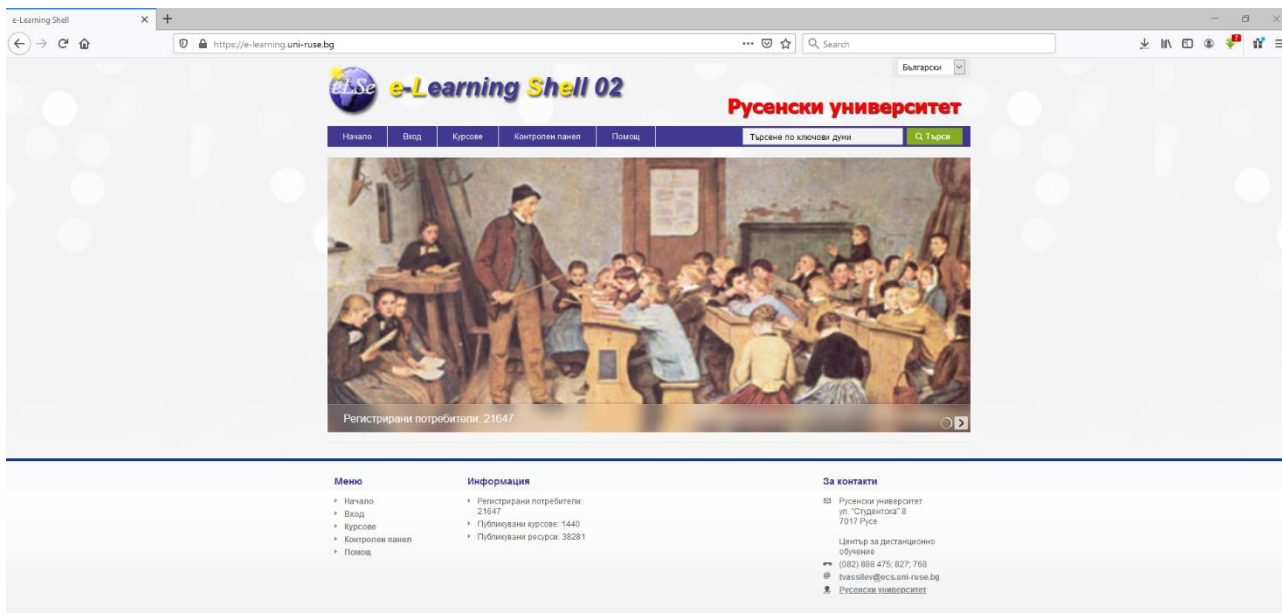 e-Learning Shell
https://e-learning.uni-ruse.bg
Search
Български
eLSe
e-Learning Shell 02
Русенски университет
Начало Вход Курсове Контролен панел Помощ
Търсене по ключови думи
Търси
Регистрирани потребители: 21647
Меню
Начало
Вход
Курсове
Контролен панел
Помощ
Информация
Регистрирани потребители:
21647
Публикувани курсове: 1440
Публикувани ресурси: 38281
За контакти
Русенски университет
ул. "Студентска" 8
7017 Русе
Център за дистанционно
обучение
(082) 888 475; 827; 768
tvassilev@ecs.uni-ruse.bg
Русенски университет